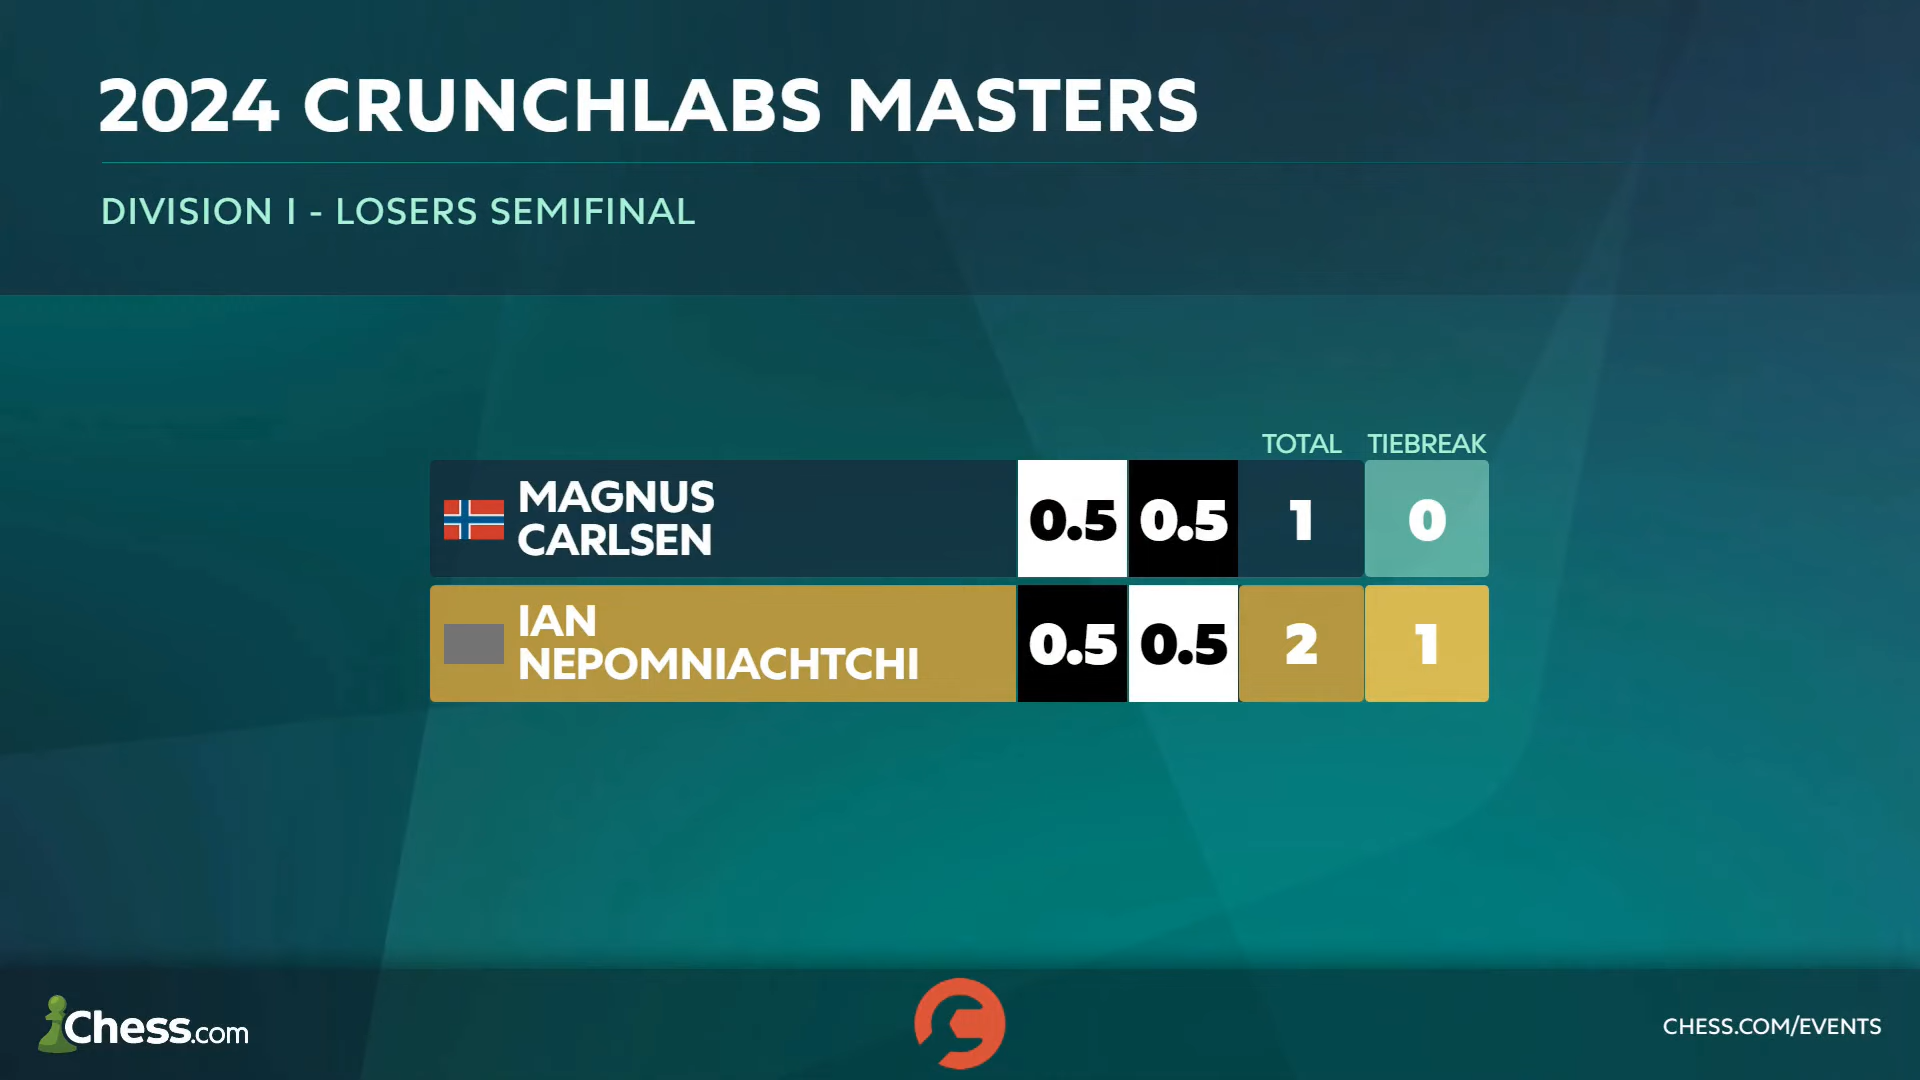 2024 CRUNCHLABS MASTERS
DIVISION I - LOSERS SEMIFINAL
TOTAL TIEBREAK
MAGNUS
CARLSEN
0.5 0.5 1 0
IAN
NEPOMNIACHTCHI
0.5 0.5 2 1
Chess.com
CHESS.COM/EVENTS